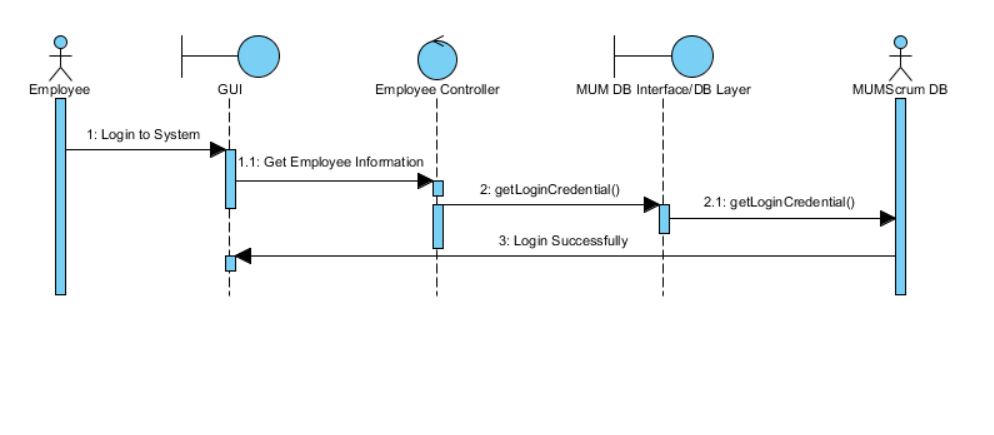 Employee
GUI
Employee Controller
MUM DB Interface/DB Layer
MUMScrum DB
1: Login to System
1.1: Get Employee Information
2: getLoginCredential()
2.1: getLoginCredential()
3: Login Successfully